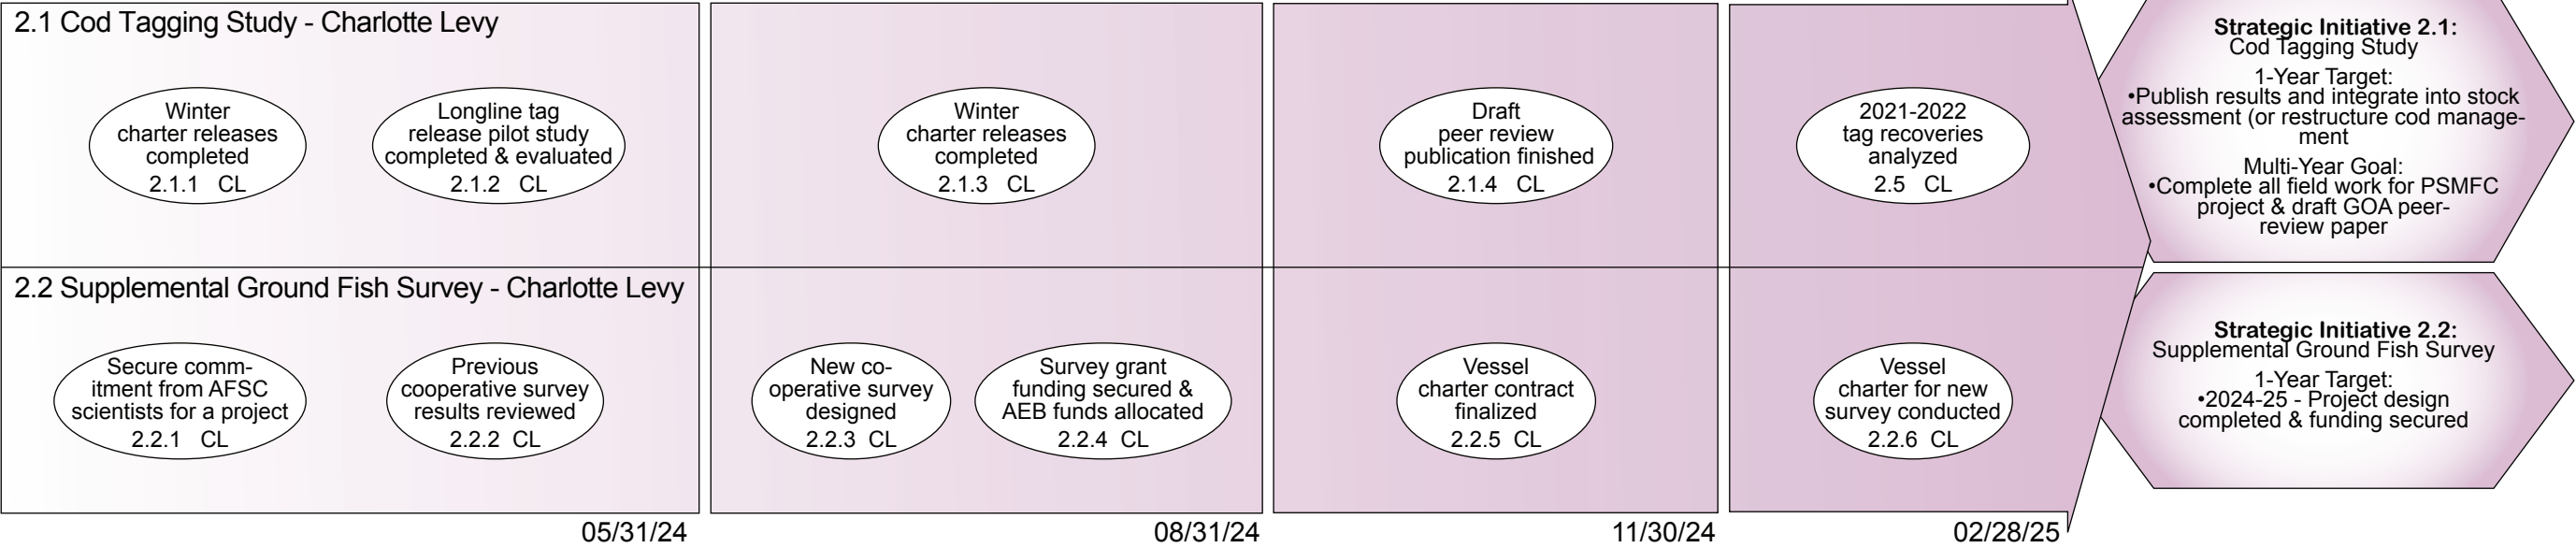 2.1 Cod Tagging Study - Charlotte Levy
Winter
charter releases
completed
2.1.1 CL
Longline tag
release pilot study
completed & evaluated
2.1.2 CL
Winter
charter releases
completed
2.1.3 CL
Draft
peer review
publication finished
2.1.4 CL
2021-2022
tag recoveries
analyzed
2.5 CL
Strategic Initiative 2.1:
Cod Tagging Study
1-Year Target:
•Publish results and integrate into stock
assessment (or restructure cod manage-
ment
Multi-Year Goal:
•Complete all field work for PSMFC
project & draft GOA peer-
review paper
2.2 Supplemental Ground Fish Survey - Charlotte Levy
Secure comm-
itment from AFSC
scientists for a project
2.2.1 CL
Previous
cooperative survey
results reviewed
2.2.2 CL
New co-
operative survey
designed
2.2.3 CL
Survey grant
funding secured &
AEB funds allocated
2.2.4 CL
Vessel
charter contract
finalized
2.2.5 CL
Vessel
charter for new
survey conducted
2.2.6 CL
Strategic Initiative 2.2:
Supplemental Ground Fish Survey
1-Year Target:
•2024-25 - Project design
completed & funding secured
05/31/24
08/31/24
11/30/24
02/28/25